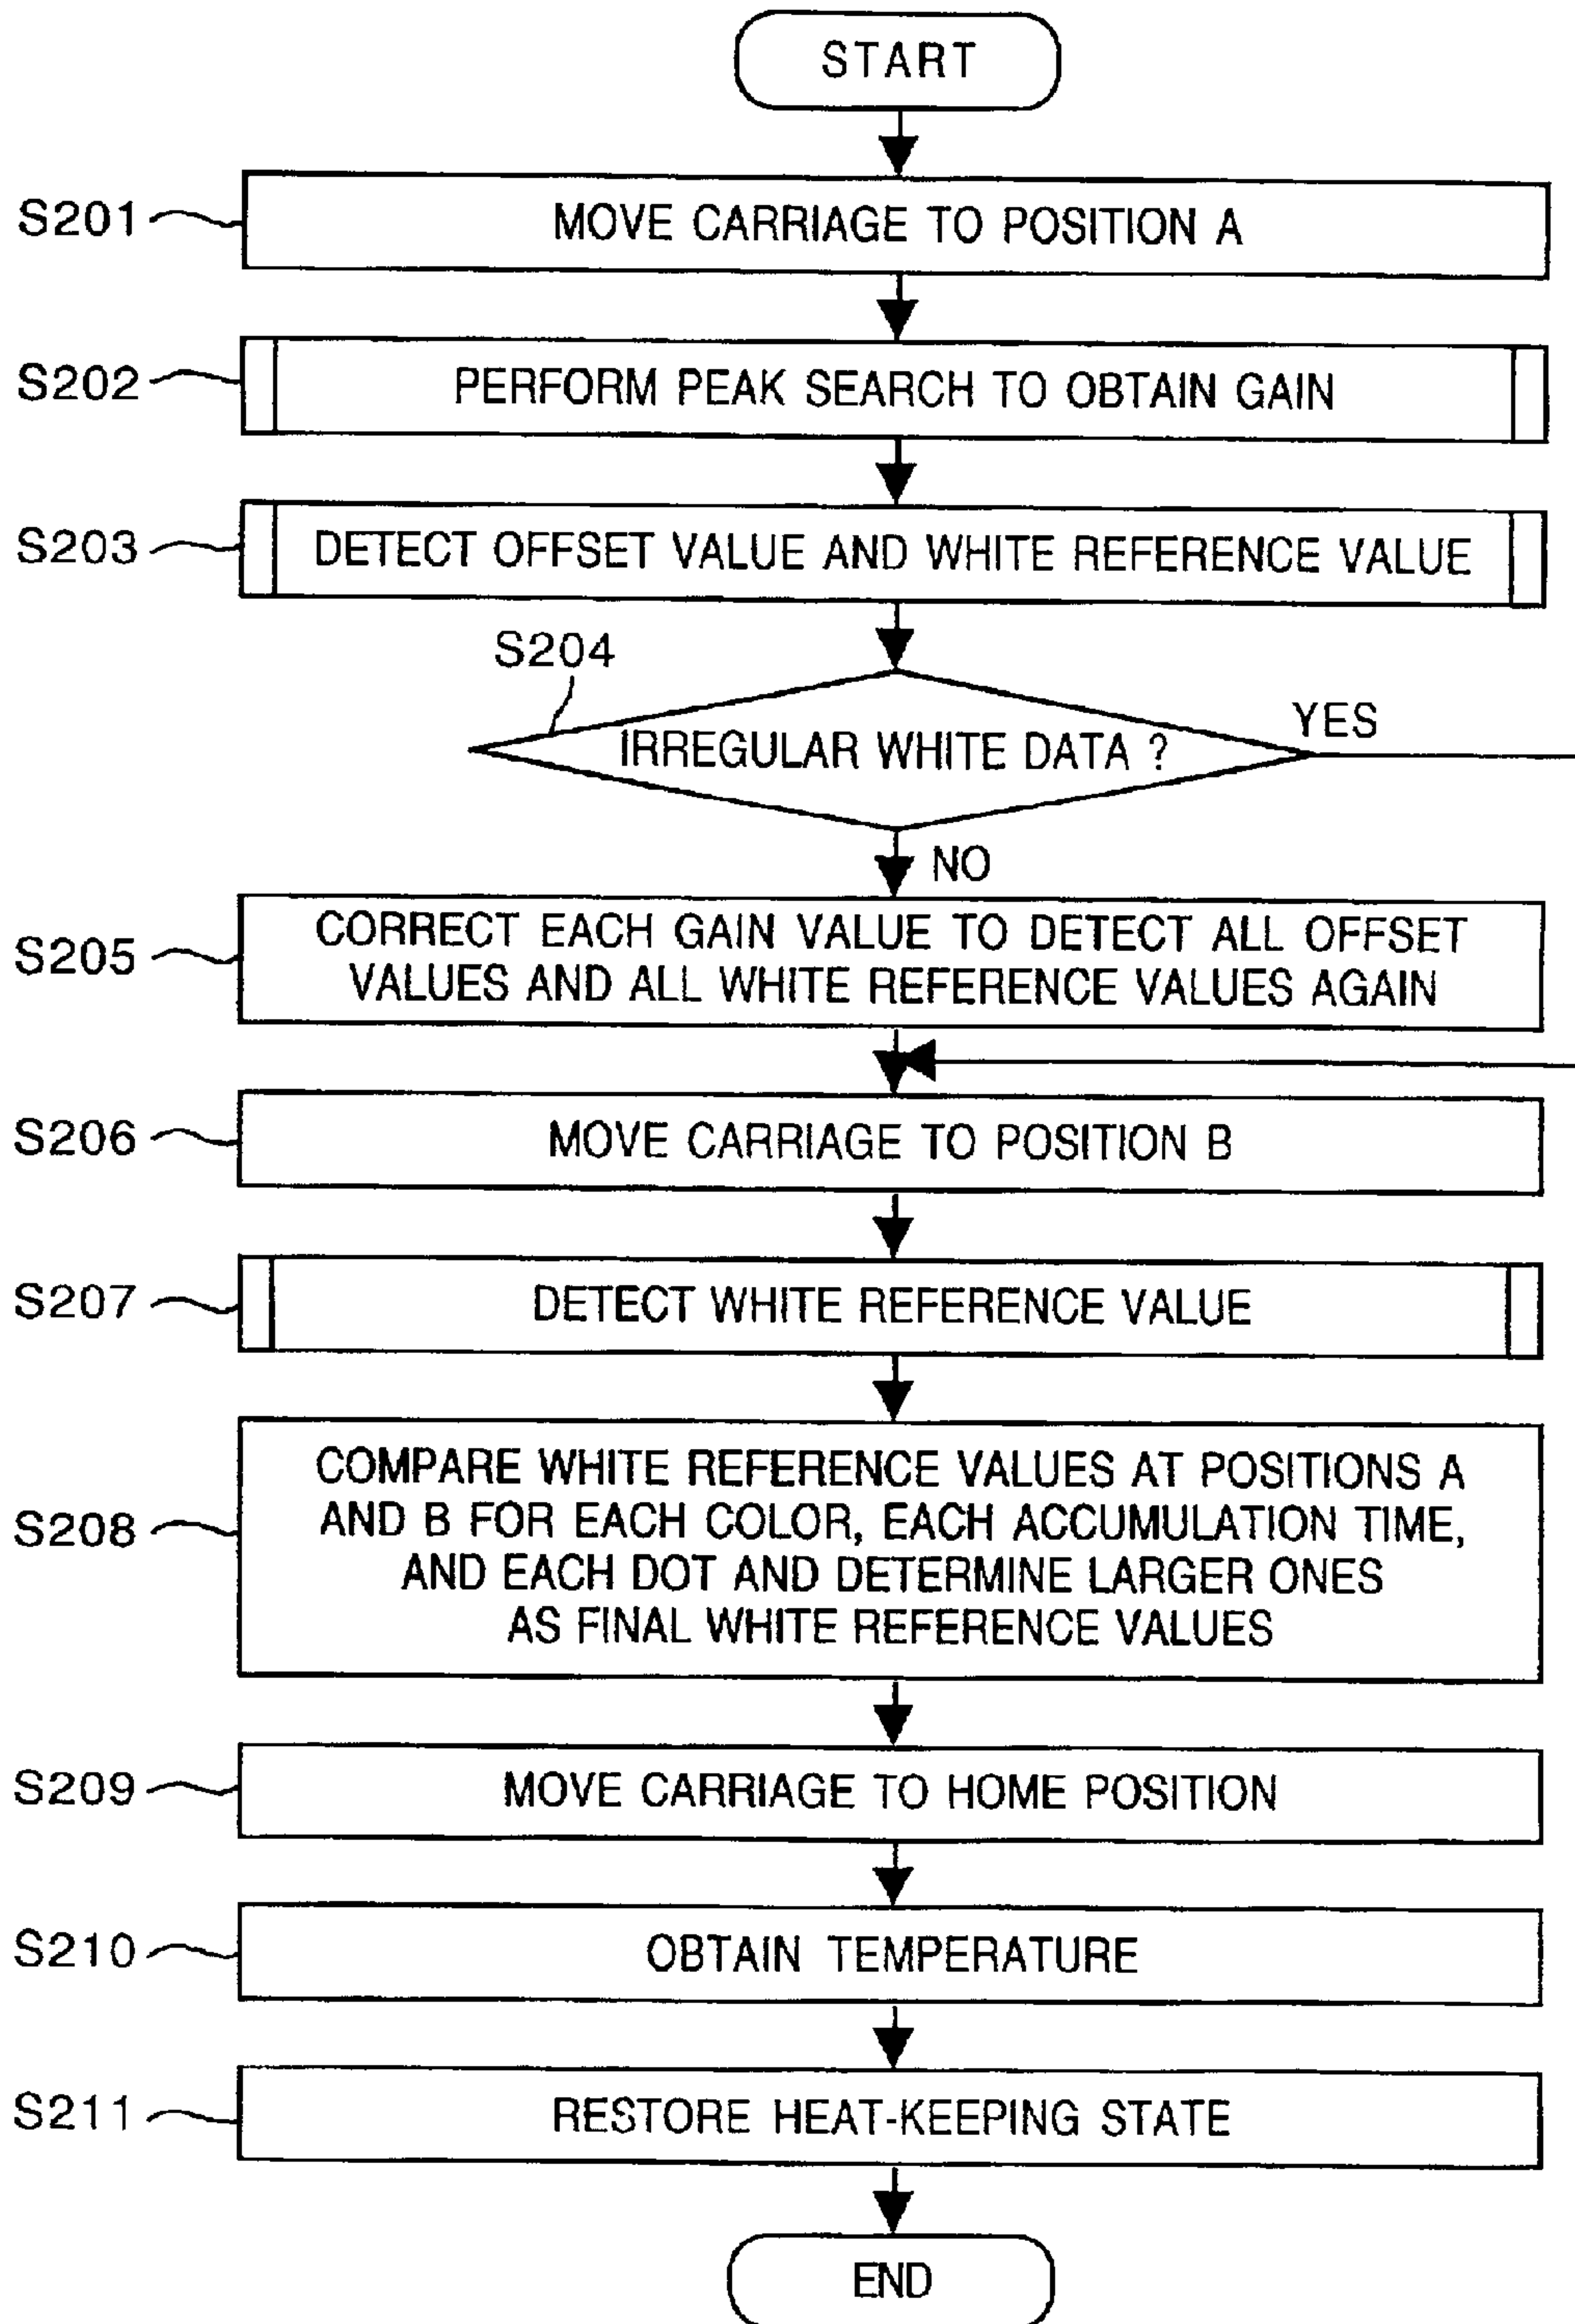 START
S201
MOVE CARRIAGE TO POSITION A
S202
PERFORM PEAK SEARCH TO OBTAIN GAIN
S203
DETECT OFFSET VALUE AND WHITE REFERENCE VALUE
S204
IRREGULAR WHITE DATA ?
YES
NO
S205
CORRECT EACH GAIN VALUE TO DETECT ALL OFFSET
VALUES AND ALL WHITE REFERENCE VALUES AGAIN
S206
MOVE CARRIAGE TO POSITION B
S207
DETECT WHITE REFERENCE VALUE
S208
COMPARE WHITE REFERENCE VALUES AT POSITIONS A
AND B FOR EACH COLOR, EACH ACCUMULATION TIME,
AND EACH DOT AND DETERMINE LARGER ONES
AS FINAL WHITE REFERENCE VALUES
S209
MOVE CARRIAGE TO HOME POSITION
S210
OBTAIN TEMPERATURE
S211
RESTORE HEAT-KEEPING STATE
END